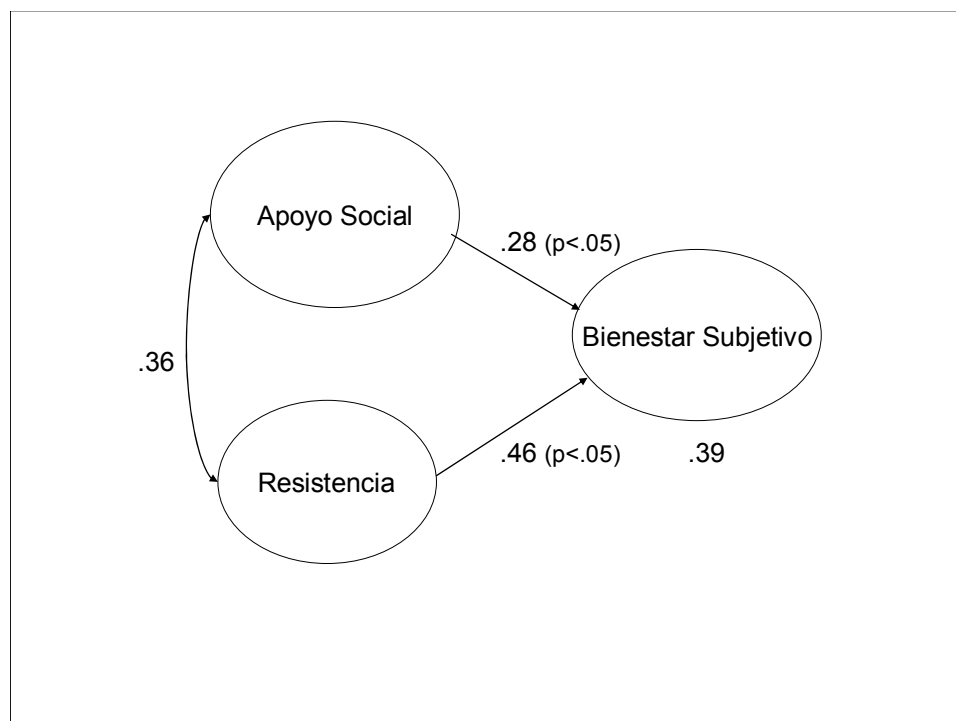 Apoyo Social
.28 (p<.05)
Bienestar Subjetivo
.36
.46 (p<.05)
.39
Resistencia